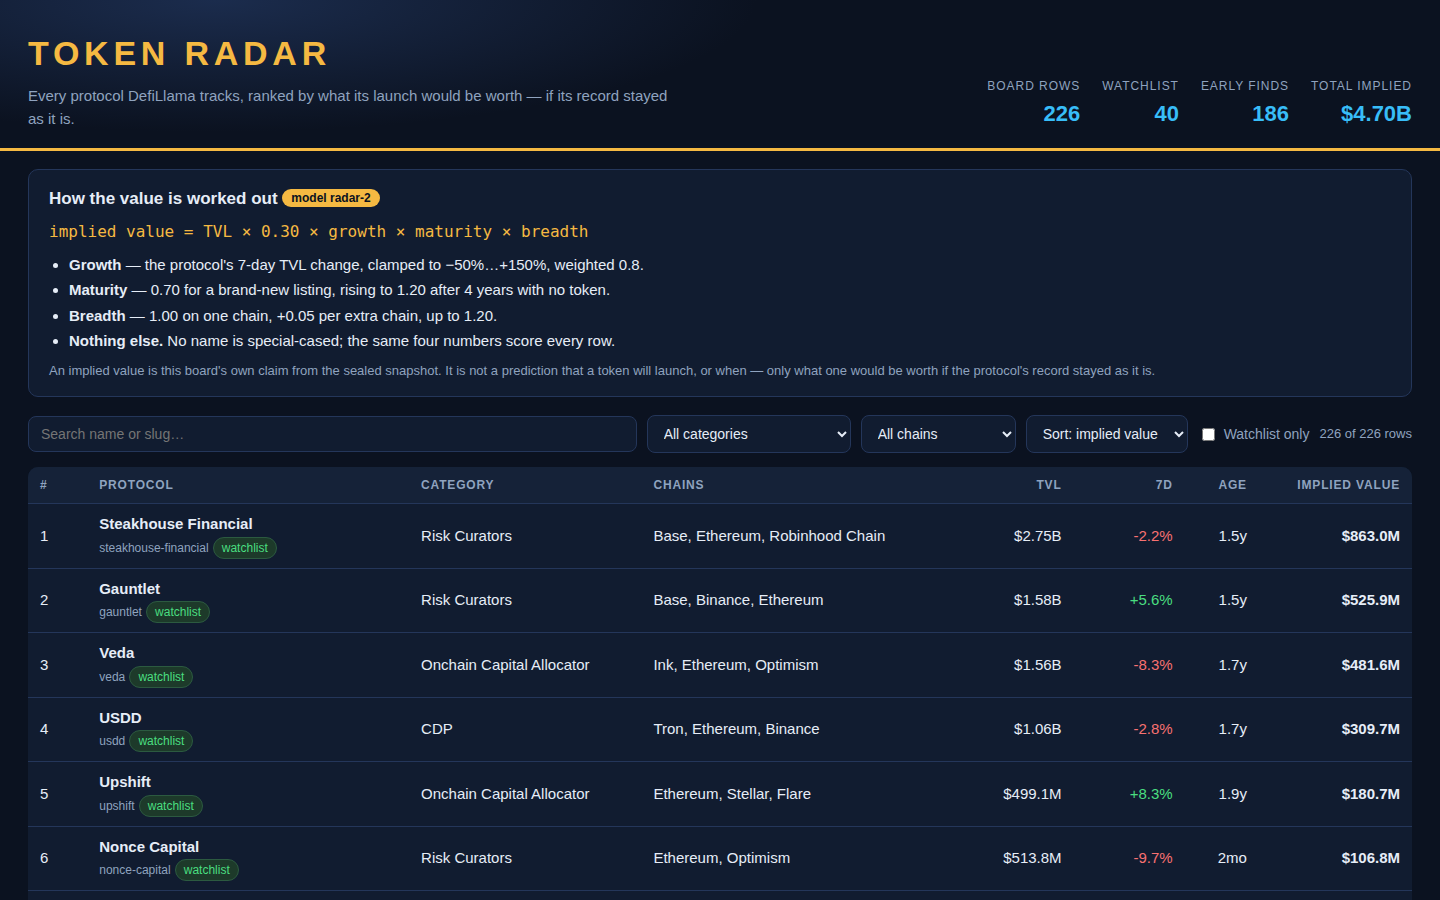 TOKEN RADAR
Every protocol DefiLlama tracks, ranked by what its launch would be worth — if its record stayed
as it is.
BOARD ROWS WATCHLIST EARLY FINDS TOTAL IMPLIED
226 40 186 $4.70B
How the value is worked out model radar-2
implied value = TVL × 0.30 × growth × maturity × breadth
• Growth — the protocol's 7-day TVL change, clamped to −50%…+150%, weighted 0.8.
• Maturity — 0.70 for a brand-new listing, rising to 1.20 after 4 years with no token.
• Breadth — 1.00 on one chain, +0.05 per extra chain, up to 1.20.
• Nothing else. No name is special-cased; the same four numbers score every row.
An implied value is this board's own claim from the sealed snapshot. It is not a prediction that a token will launch, or when — only what one would be worth if the protocol's record stayed as it is.
Search name or slug… All categories All chains Sort: implied value Watchlist only 226 of 226 rows
# PROTOCOL CATEGORY CHAINS TVL 7D AGE IMPLIED VALUE
1 Steakhouse Financial Risk Curators Base, Ethereum, Robinhood Chain $2.75B -2.2% 1.5y $863.0M
steakhouse-financial watchlist
2 Gauntlet Risk Curators Base, Binance, Ethereum $1.58B +5.6% 1.5y $525.9M
gauntlet watchlist
3 Veda Onchain Capital Allocator Ink, Ethereum, Optimism $1.56B -8.3% 1.7y $481.6M
veda watchlist
4 USDD CDP Tron, Ethereum, Binance $1.06B -2.8% 1.7y $309.7M
usdd watchlist
5 Upshift Onchain Capital Allocator Ethereum, Stellar, Flare $499.1M +8.3% 1.9y $180.7M
upshift watchlist
6 Nonce Capital Risk Curators Ethereum, Optimism $513.8M -9.7% 2mo $106.8M
nonce-capital watchlist